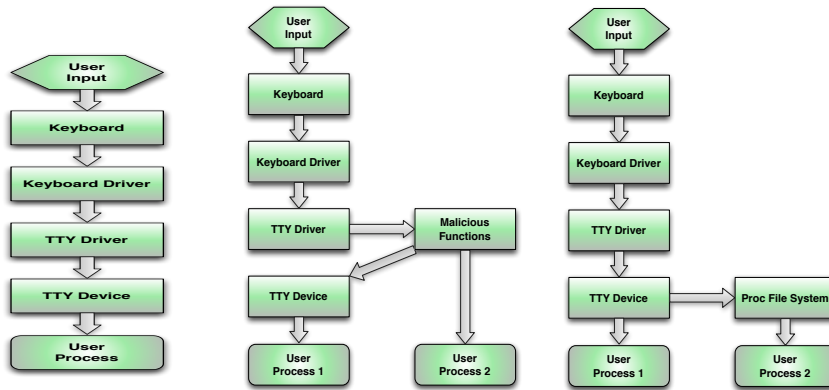 User
Input
Keyboard
Keyboard Driver
TTY Driver
TTY Device
User
Process
User
Input
Keyboard
Keyboard Driver
TTY Driver
Malicious
Functions
TTY Device
User
Process 1
User
Process 2
User
Input
Keyboard
Keyboard Driver
TTY Driver
TTY Device
Proc File System
User
Process 1
User
Process 2